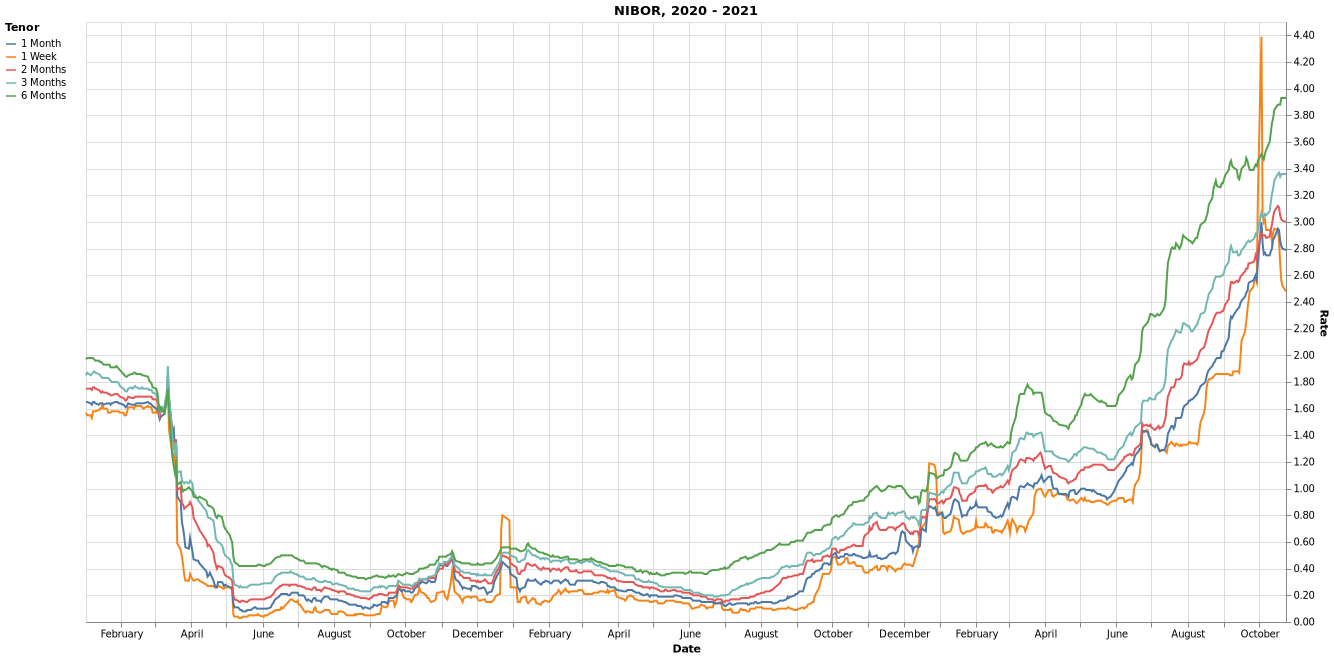 NIBOR, 2020 - 2021
Tenor
1 Month
1 Week
2 Months
3 Months
6 Months
4.40
4.20
4.00
3.80
3.60
3.40
3.20
3.00
2.80
2.60
2.40
2.20
2.00
1.80
1.60
1.40
1.20
1.00
0.80
0.60
0.40
0.20
0.00
Rate
February April June August October December February April June August October December February April June August October
Date